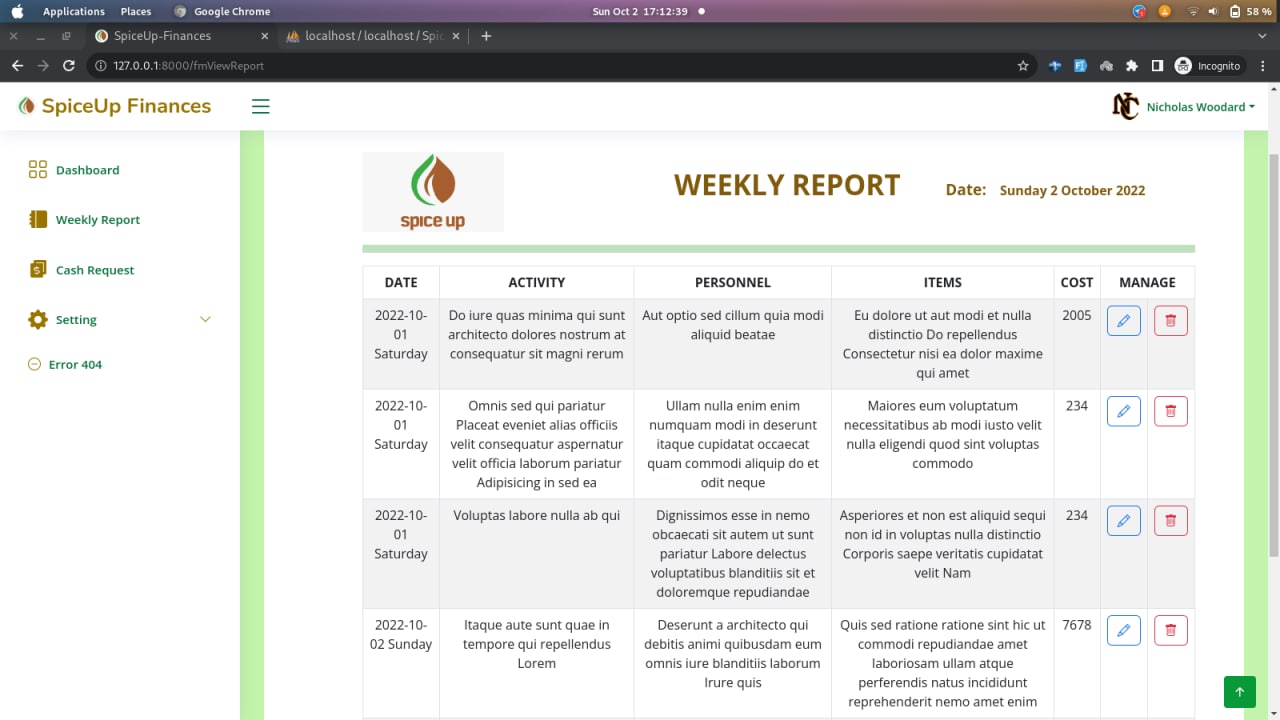 Applications Places Google Chrome Sun Oct 2 17:12:39 58 %
SpiceUp-Finances localhost / localhost / Spic
127.0.0.1:8000/fmViewReport Incognito
SpiceUp Finances NC Nicholas Woodard
Dashboard
Weekly Report
Cash Request
Setting
Error 404
spice up
WEEKLY REPORT Date: Sunday 2 October 2022
DATE ACTIVITY PERSONNEL ITEMS COST MANAGE
2022-10- Do iure quas minima qui sunt Aut optio sed cillum quia modi Eu dolore ut aut modi et nulla 2005
01 architecto dolores nostrum at aliquid beatae distinctio Do repellendus
Saturday consequatur sit magni rerum Consectetur nisi ea dolor maxime
qui amet
2022-10- Omnis sed qui pariatur Ullam nulla enim enim Maiores eum voluptatum 234
01 Placeat eveniet alias officiis numquam modi in deserunt necessitatibus ab modi iusto velit
Saturday velit consequatur aspernatur itaque cupidatat occaecat nulla eligendi quod sint voluptas
velit officia laborum pariatur quam commodi aliquip do et commodo
Adipisicing in sed ea odit neque
2022-10- Voluptas labore nulla ab qui Dignissimos esse in nemo Asperiores et non est aliquid sequi 234
01 obcaecati sit autem ut sunt non id in voluptas nulla distinctio
Saturday pariatur Labore delectus Corporis saepe veritatis cupidatat
voluptatibus blanditiis sit et velit Nam
doloremque repudiandae
2022-10- Itaque aute sunt quae in Deserunt a architecto qui Quis sed ratione ratione sint hic ut 7678
02 Sunday tempore qui repellendus debitis animi quibusdam eum commodi repudiandae amet
Lorem omnis iure blanditiis laborum laboriosam ullam atque
Irure quis perferendis natus incididunt
reprehenderit nemo amet enim